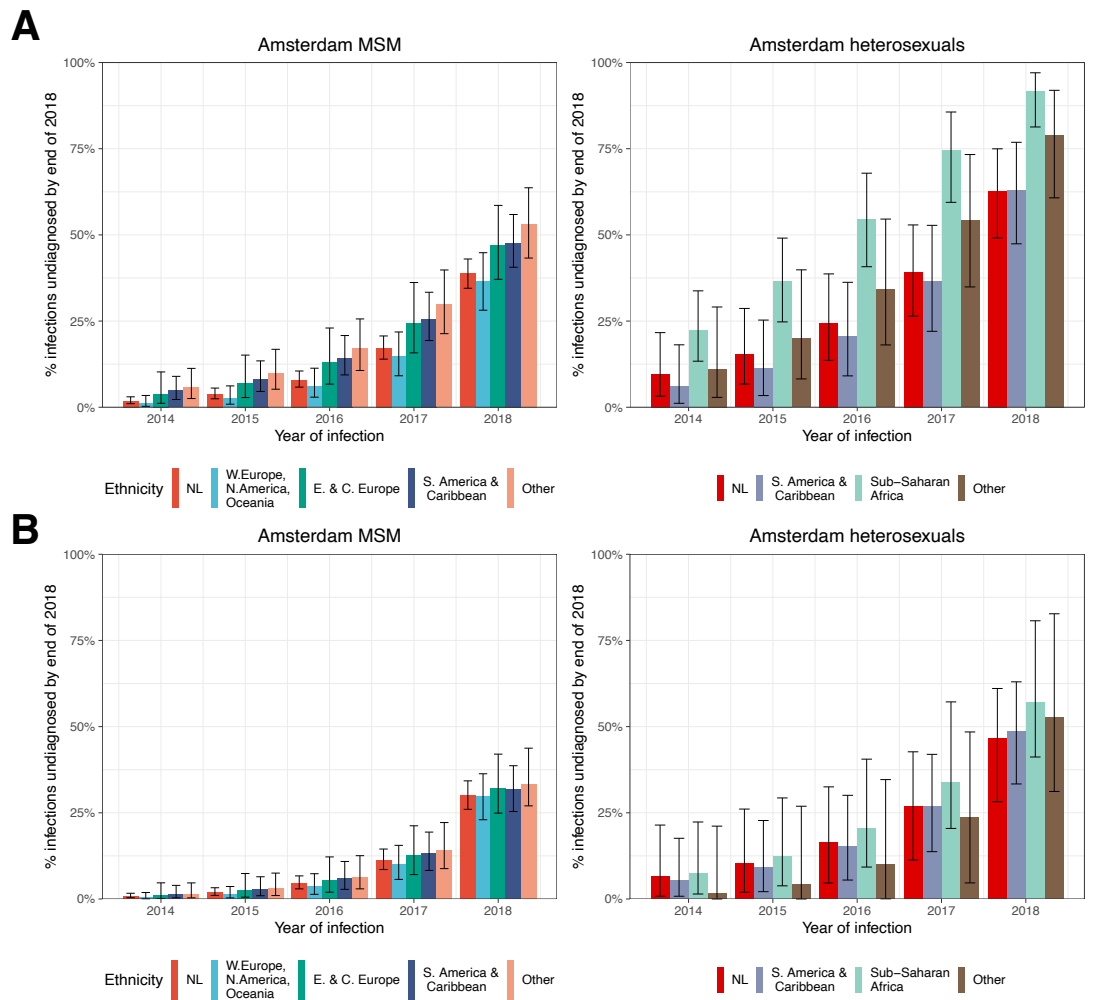 A
Amsterdam MSM
Amsterdam heterosexuals
% infections undiagnosed by end of 2018
100%
75%
50%
25%
0%
2014 2015 2016 2017 2018
Year of infection
% infections undiagnosed by end of 2018
100%
75%
50%
25%
0%
2014 2015 2016 2017 2018
Year of infection
Ethnicity
NL
W.Europe,
N.America,
Oceania
E. & C. Europe
S. America &
Caribbean
Other
NL
S. America &
Caribbean
Sub−Saharan
Africa
Other
B
Amsterdam MSM
Amsterdam heterosexuals
% infections undiagnosed by end of 2018
100%
75%
50%
25%
0%
2014 2015 2016 2017 2018
Year of infection
% infections undiagnosed by end of 2018
100%
75%
50%
25%
0%
2014 2015 2016 2017 2018
Year of infection
Ethnicity
NL
W.Europe,
N.America,
Oceania
E. & C. Europe
S. America &
Caribbean
Other
NL
S. America &
Caribbean
Sub−Saharan
Africa
Other